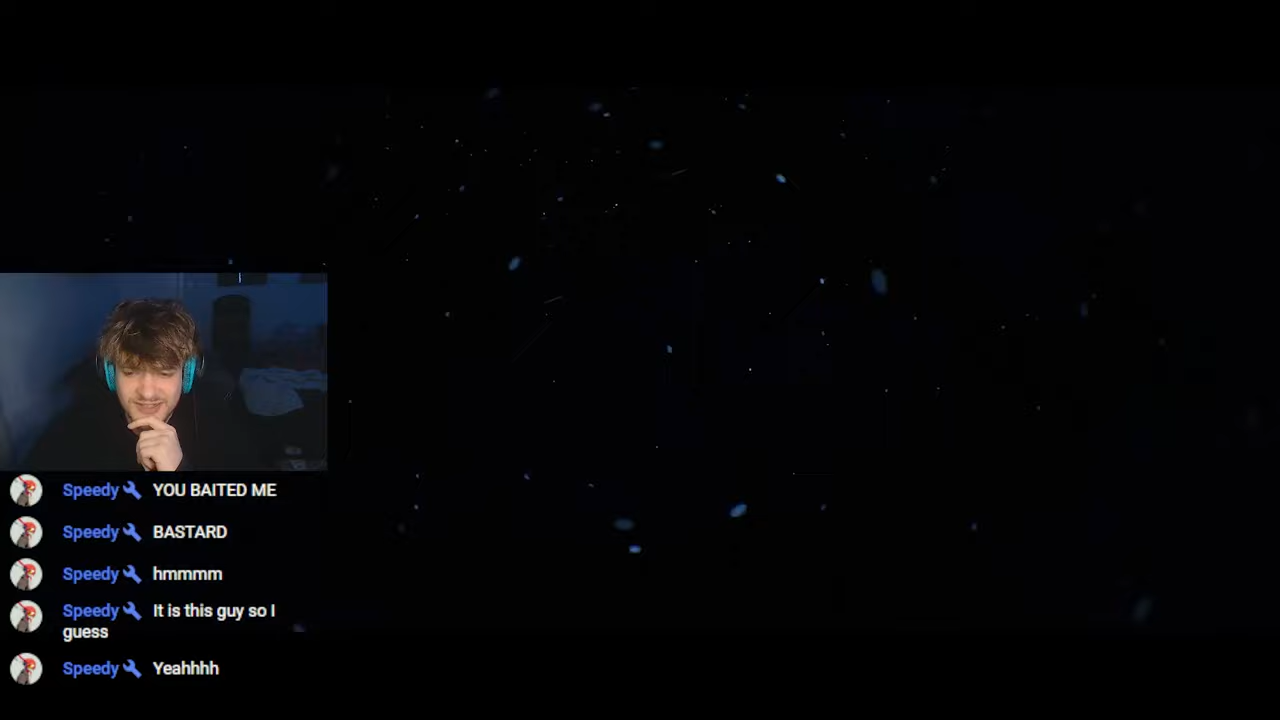 Speedy YOU BAITED ME
Speedy BASTARD
Speedy hmmmm
Speedy It is this guy so I
guess
Speedy Yeahhhh